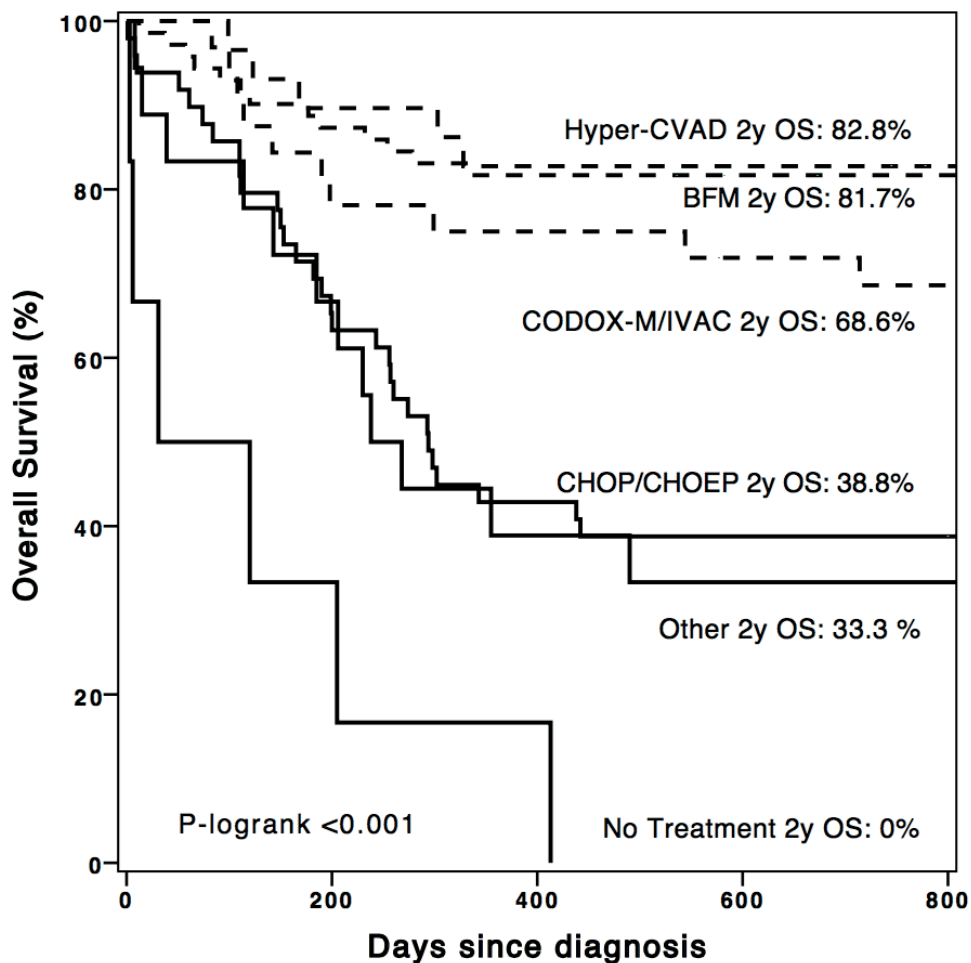 100
80
60
40
20
0
Overall Survival (%)
Hyper-CVAD 2y OS: 82.8%
BFM 2y OS: 81.7%
CODOX-M/IVAC 2y OS: 68.6%
CHOP/CHOEP 2y OS: 38.8%
Other 2y OS: 33.3 %
P-logrank <0.001
No Treatment 2y OS: 0%
0
200
400
600
800
Days since diagnosis